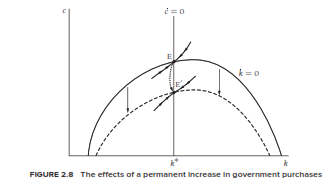 c
ċ = 0
E
k̇ = 0
E′
k*
k
FIGURE 2.8 The effects of a permanent increase in government purchases